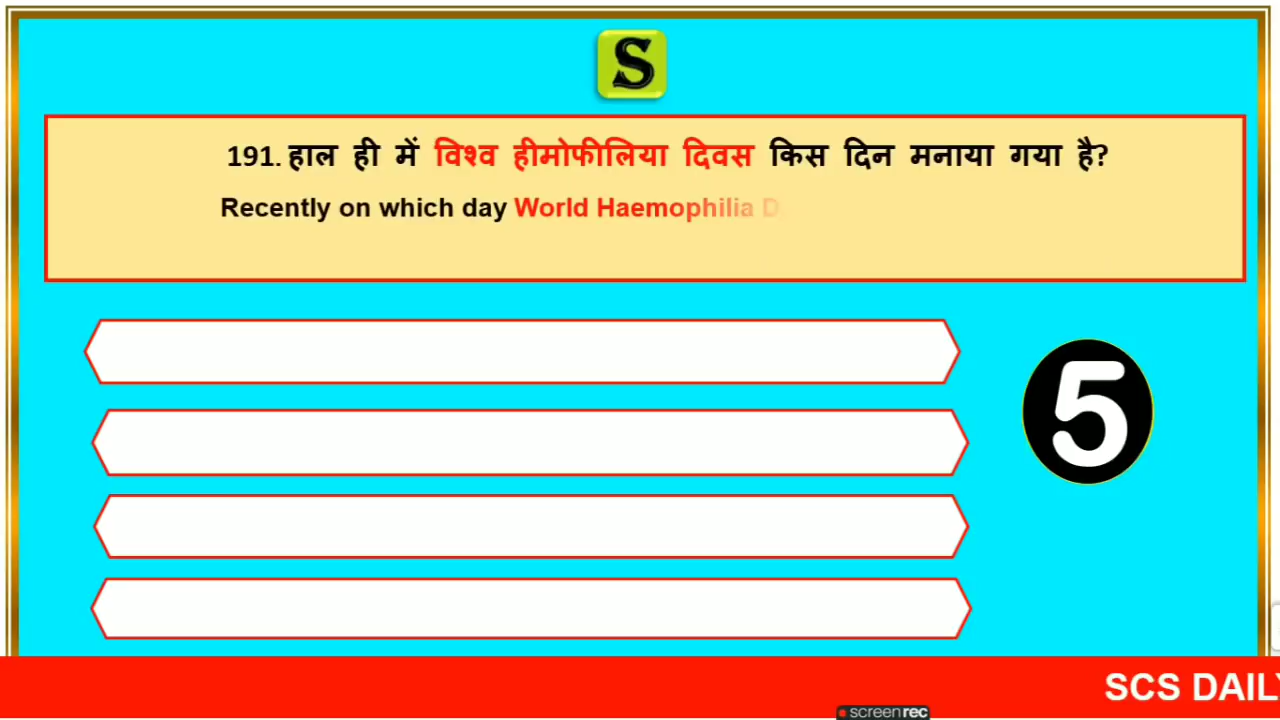 S
191. हाल ही में विश्व हीमोफीलिया दिवस किस दिन मनाया गया है?
Recently on which day World Haemophilia D
5
SCS DAILY
screenrec